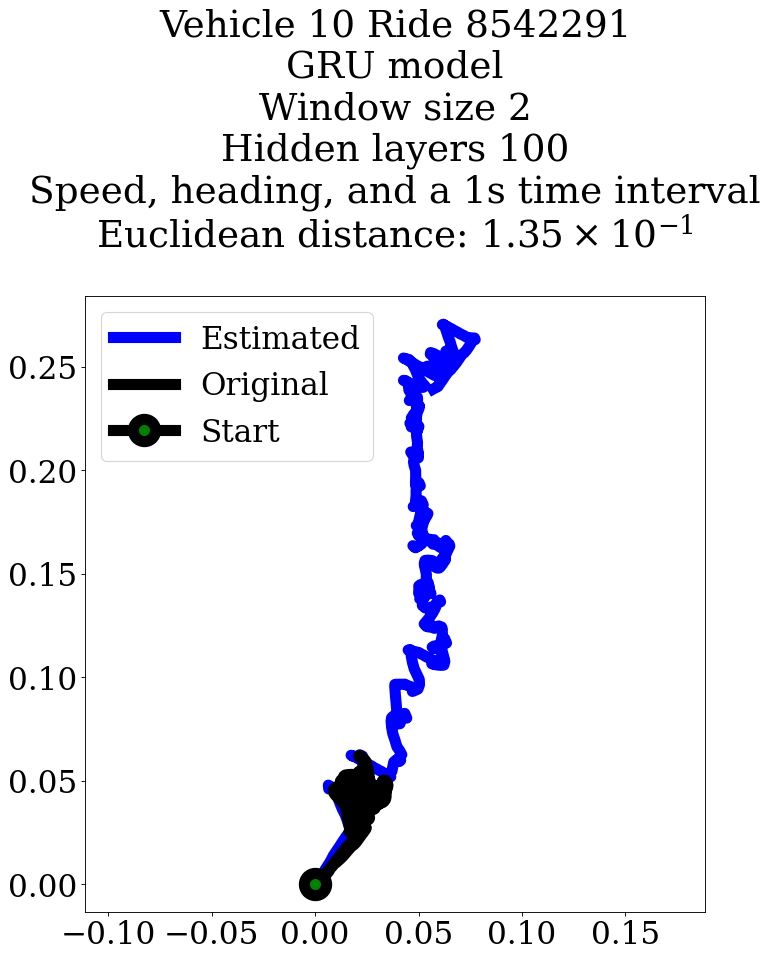 Vehicle 10 Ride 8542291
GRU model
Window size 2
Hidden layers 100
Speed, heading, and a 1s time interval
Euclidean distance: 1.35 × 10⁻¹
Estimated
Original
Start
0.25
0.20
0.15
0.10
0.05
0.00
−0.10 −0.05 0.00 0.05 0.10 0.15